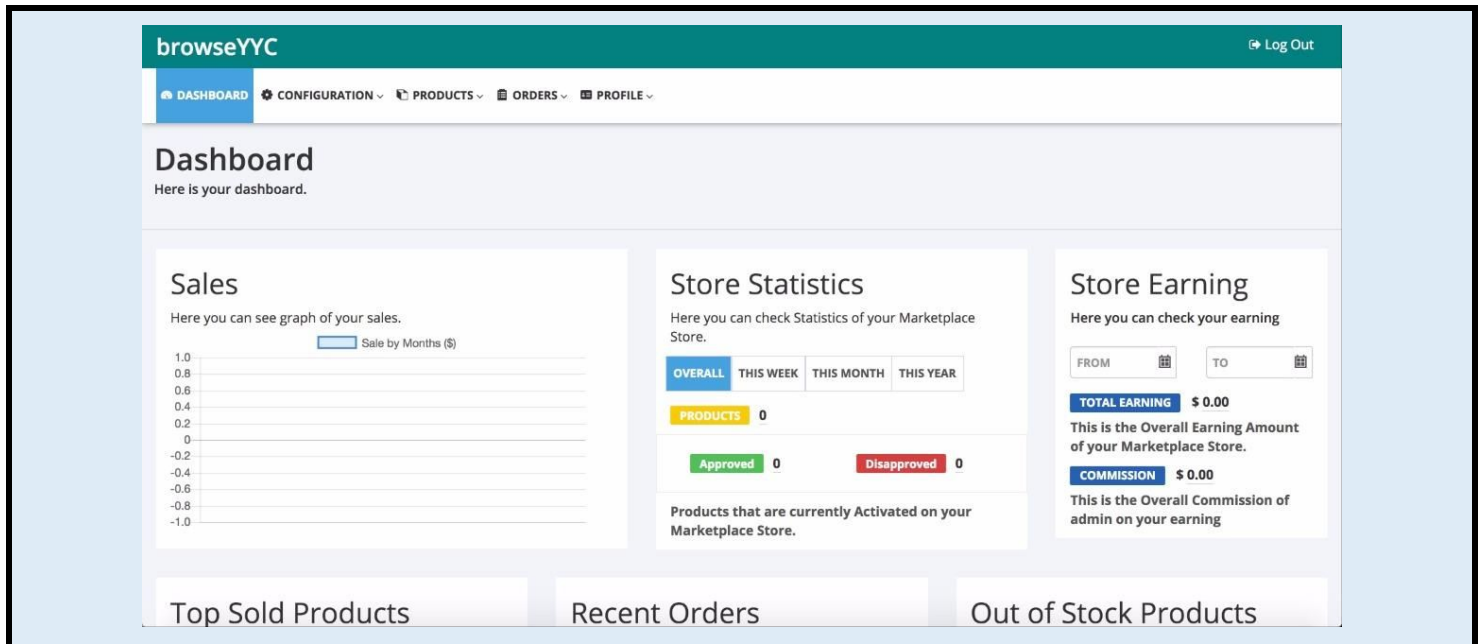 browseYYC
Log Out
DASHBOARD CONFIGURATION PRODUCTS ORDERS PROFILE
Dashboard
Here is your dashboard.
Sales
Here you can see graph of your sales.
Sale by Months ($)
1.0
0.8
0.6
0.4
0.2
0
-0.2
-0.4
-0.6
-0.8
-1.0
Store Statistics
Here you can check Statistics of your Marketplace
Store.
OVERALL THIS WEEK THIS MONTH THIS YEAR
PRODUCTS 0
Approved 0 Disapproved 0
Products that are currently Activated on your
Marketplace Store.
Store Earning
Here you can check your earning
FROM TO
TOTAL EARNING $ 0.00
This is the Overall Earning Amount
of your Marketplace Store.
COMMISSION $ 0.00
This is the Overall Commission of
admin on your earning
Top Sold Products
Recent Orders
Out of Stock Products